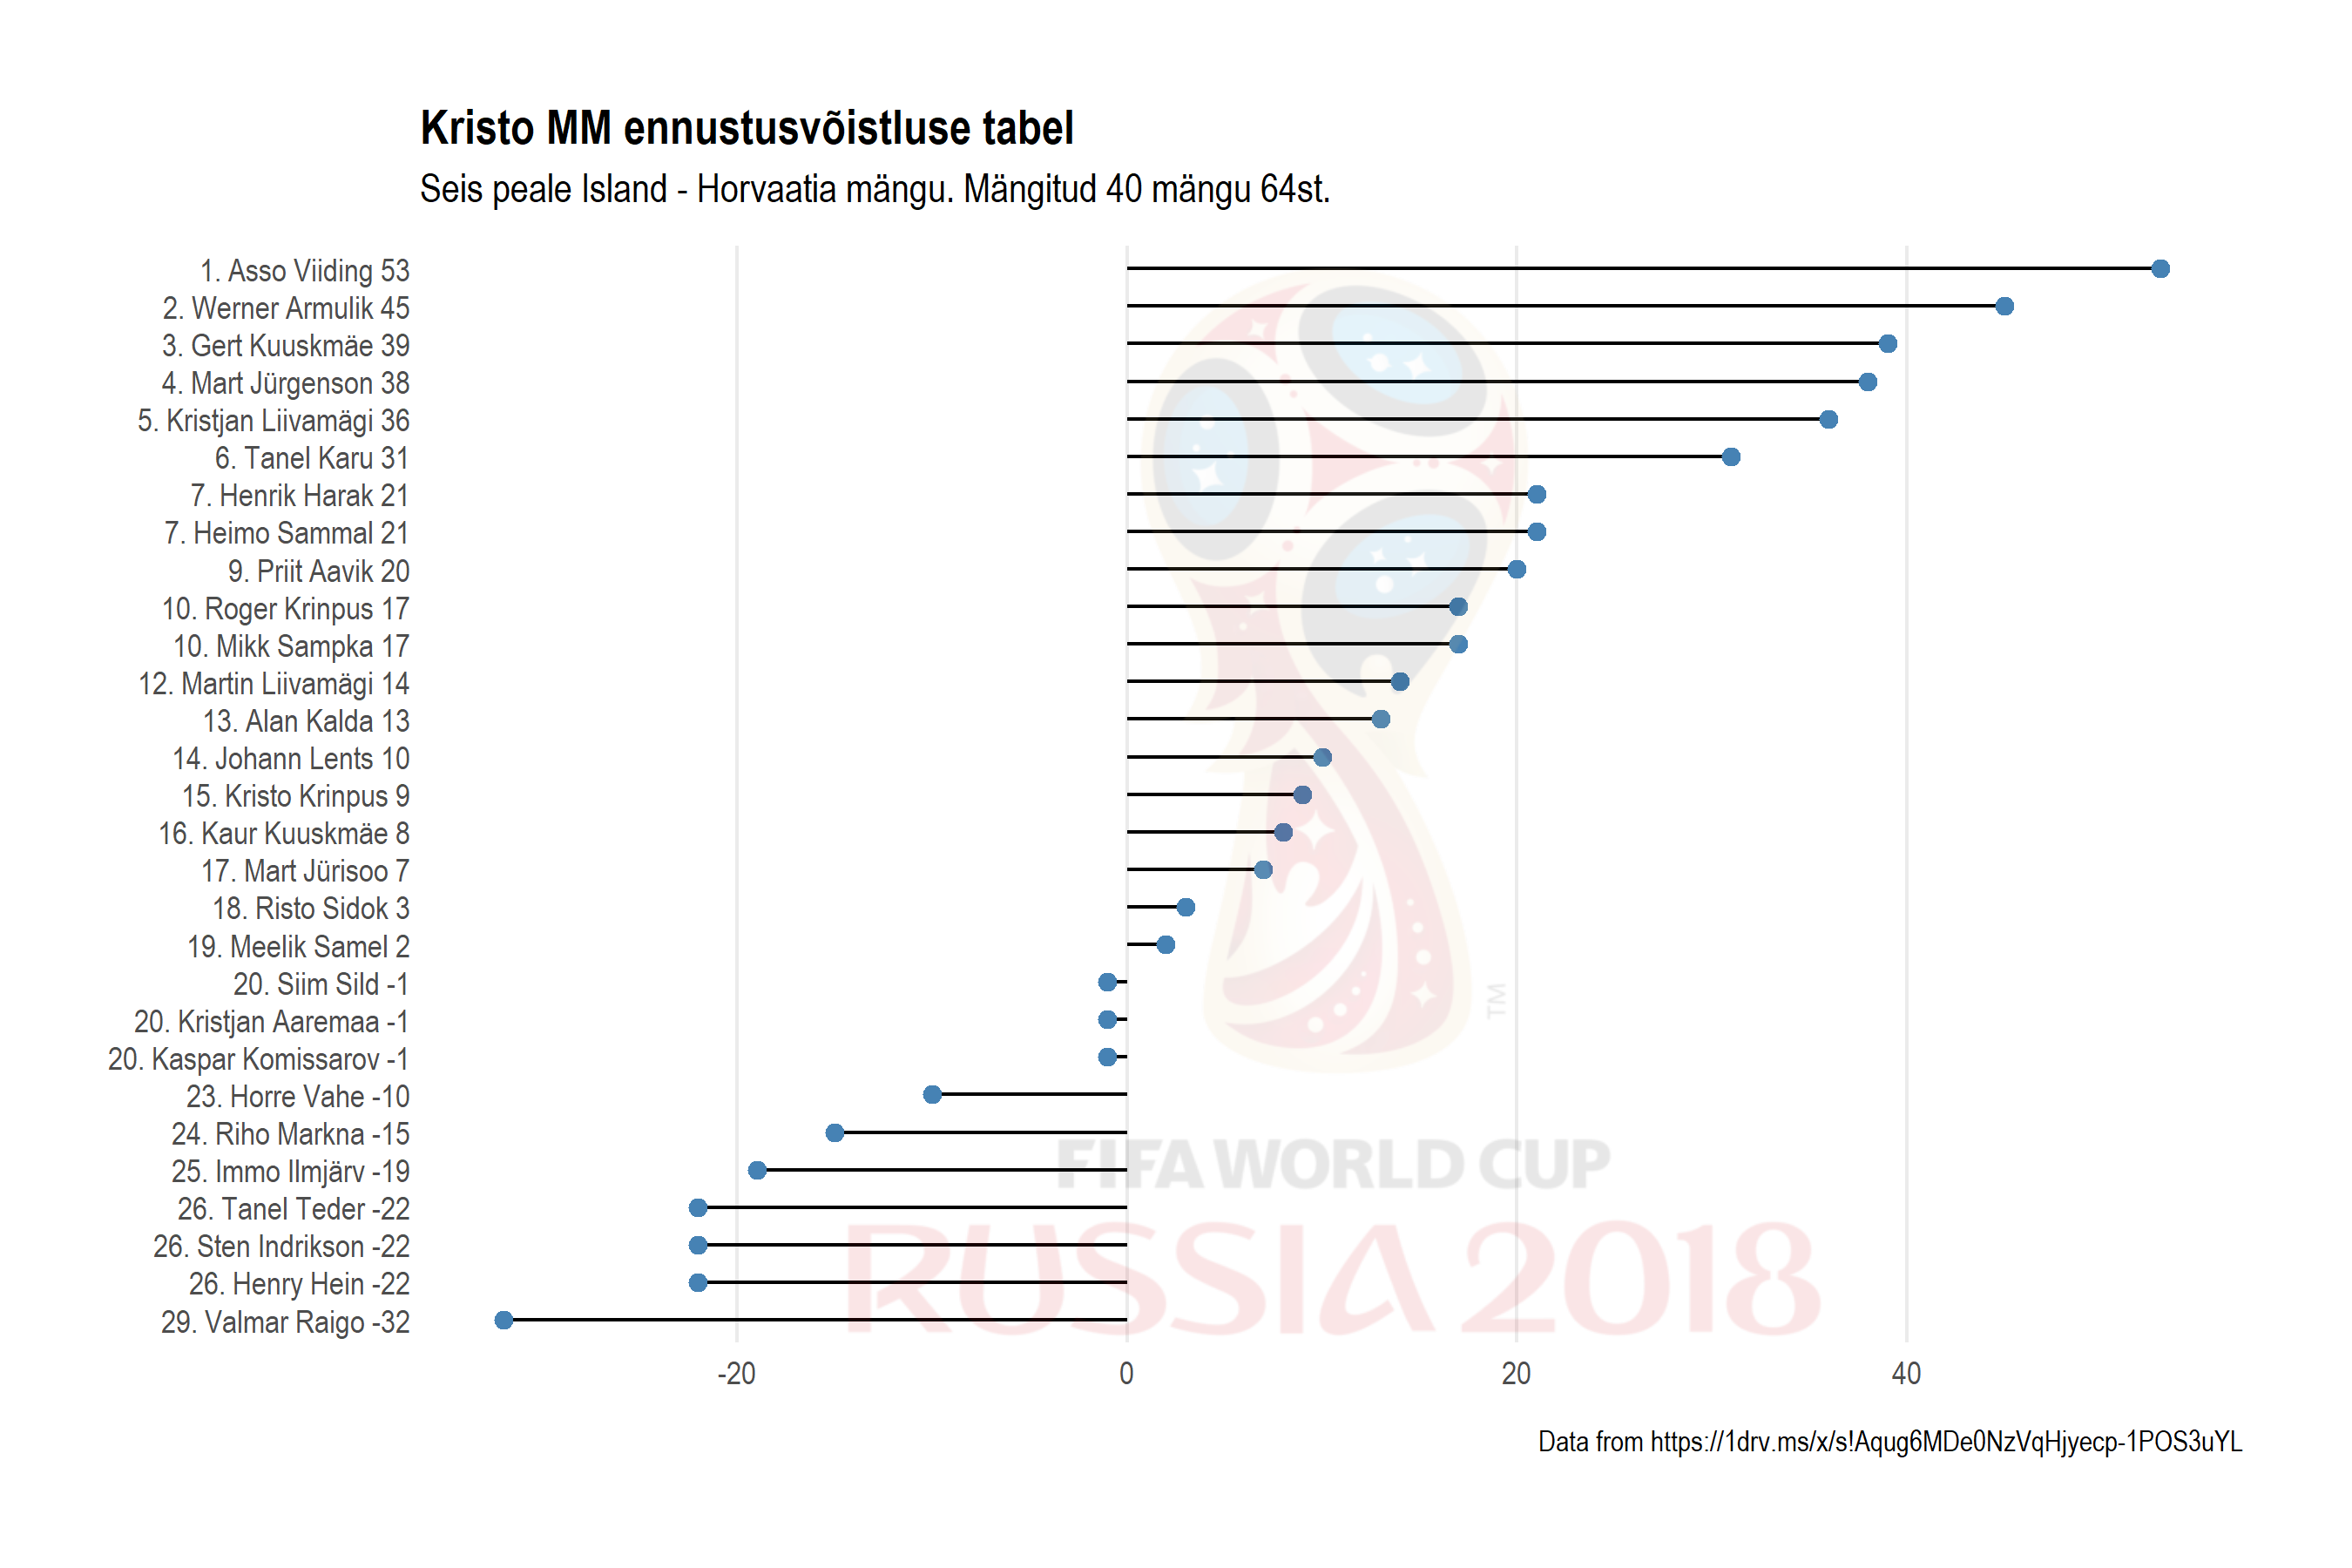 Kristo MM ennustusvõistluse tabel
Seis peale Island - Horvaatia mängu. Mängitud 40 mängu 64st.
1. Asso Viiding 53
2. Werner Armulik 45
3. Gert Kuuskmäe 39
4. Mart Jürgenson 38
5. Kristjan Liivamägi 36
6. Tanel Karu 31
7. Henrik Harak 21
7. Heimo Sammal 21
9. Priit Aavik 20
10. Roger Krinpus 17
10. Mikk Sampka 17
12. Martin Liivamägi 14
13. Alan Kalda 13
14. Johann Lents 10
15. Kristo Krinpus 9
16. Kaur Kuuskmäe 8
17. Mart Jürisoo 7
18. Risto Sidok 3
19. Meelik Samel 2
20. Siim Sild -1
20. Kristjan Aaremaa -1
20. Kaspar Komissarov -1
23. Horre Vahe -10
24. Riho Markna -15
25. Immo Ilmjärv -19
26. Tanel Teder -22
26. Sten Indrikson -22
26. Henry Hein -22
29. Valmar Raigo -32
TM
FIFA WORLD CUP
RUSSIA 2018
-20 0 20 40
Data from https://1drv.ms/x/s!Aqug6MDe0NzVqHjyecp-1POS3uYL